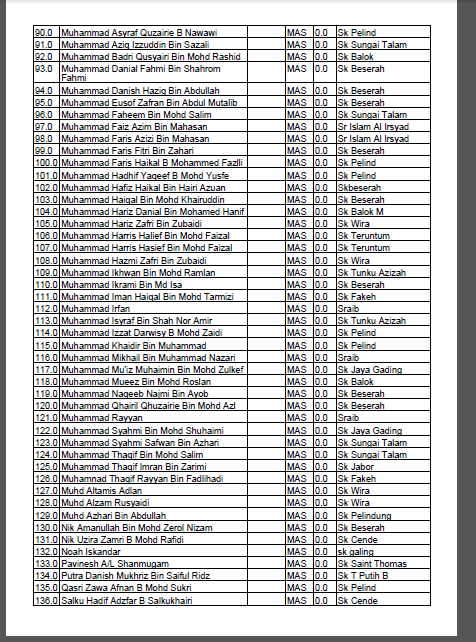 90.0 Muhammad Asyraf Quzairie B Nawawi MAS 0.0 Sk Pelind
91.0 Muhammad Aziq Izzuddin Bin Sazali MAS 0.0 Sk Sungai Talam
92.0 Muhammad Badri Qusyairi Bin Mohd Rashid MAS 0.0 Sk Balok
93.0 Muhammad Danial Fahmi Bin Shahrom MAS 0.0 Sk Beserah
Fahmi
94.0 Muhammad Danish Haziq Bin Abdullah MAS 0.0 Sk Beserah
95.0 Muhammad Eusof Zafran Bin Abdul Mutalib MAS 0.0 Sk Beserah
96.0 Muhammad Faheem Bin Mohd Salim MAS 0.0 Sk Sungai Talam
97.0 Muhammad Faiz Azim Bin Mahasan MAS 0.0 Sr Islam Al Irsyad
98.0 Muhammad Faris Azizi Bin Mahasan MAS 0.0 Sr Islam Al Irsyad
99.0 Muhammad Faris Fitri Bin Zahari MAS 0.0 Sk Beserah
100.0 Muhammad Faris Haikal B Mohammed Fazlli MAS 0.0 Sk Pelind
101.0 Muhammad Hadhif Yaqeef B Mohd Yusfe MAS 0.0 Sk Pelind
102.0 Muhammad Hafiz Haikal Bin Hairi Azuan MAS 0.0 Skbeserah
103.0 Muhammad Haiqal Bin Mohd Khairuddin MAS 0.0 Sk Beserah
104.0 Muhammad Hariz Danial Bin Mohamed Hanif MAS 0.0 Sk Balok M
105.0 Muhammad Hariz Zafri Bin Zubaidi MAS 0.0 Sk Wira
106.0 Muhammad Harris Halief Bin Mohd Faizal MAS 0.0 Sk Teruntum
107.0 Muhammad Harris Hasief Bin Mohd Faizal MAS 0.0 Sk Teruntum
108.0 Muhammad Hazmi Zafri Bin Zubaidi MAS 0.0 Sk Wira
109.0 Muhammad Ikhwan Bin Mohd Ramlan MAS 0.0 Sk Tunku Azizah
110.0 Muhammad Ikrami Bin Md Isa MAS 0.0 Sk Beserah
111.0 Muhammad Iman Haiqal Bin Mohd Tarmizi MAS 0.0 Sk Fakeh
112.0 Muhammad Irfan MAS 0.0 Sraib
113.0 Muhammad Isyraf Bin Shah Nor Amir MAS 0.0 Sk Tunku Azizah
114.0 Muhammad Izzat Darwisy B Mohd Zaidi MAS 0.0 Sk Pelind
115.0 Muhammad Khaidir Bin Muhammad MAS 0.0 Sk Pelind
116.0 Muhammad Mikhail Bin Muhammad Nazari MAS 0.0 Sraib
117.0 Muhammad Mu'iz Muhaimin Bin Mohd Zulkef MAS 0.0 Sk Jaya Gading
118.0 Muhammad Mueez Bin Mohd Roslan MAS 0.0 Sk Balok
119.0 Muhammad Naqeeb Najmi Bin Ayob MAS 0.0 Sk Beserah
120.0 Muhammad Qhairil Qhuzairie Bin Mohd Azl MAS 0.0 Sk Beserah
121.0 Muhammad Rayyan MAS 0.0 Sraib
122.0 Muhammad Syahmi Bin Mohd Shuhaimi MAS 0.0 Sk Jaya Gading
123.0 Muhammad Syahmi Safwan Bin Azhari MAS 0.0 Sk Sungai Talam
124.0 Muhammad Thaqif Bin Mohd Salim MAS 0.0 Sk Sungai Talam
125.0 Muhammad Thaqif Imran Bin Zarimi MAS 0.0 Sk Jabor
126.0 Muhamnad Thaqif Rayyan Bin Fadlihadi MAS 0.0 Sk Fakeh
127.0 Muhd Altamis Adlan MAS 0.0 Sk Wira
128.0 Muhd Alzam Rusyaidi MAS 0.0 Sk Wira
129.0 Muhd Azhari Bin Abdullah MAS 0.0 Sk Pelindung
130.0 Nik Amanullah Bin Mohd Zerol Nizam MAS 0.0 Sk Beserah
131.0 Nik Uzira Zamri B Mohd Rafidi MAS 0.0 Sk Cende
132.0 Noah Iskandar MAS 0.0 sk galing
133.0 Pavinesh A/L Shanmugam MAS 0.0 Sk Saint Thomas
134.0 Putra Danish Mukhriz Bin Saiful Ridz MAS 0.0 Sk T Putih B
135.0 Qasri Zawa Afnan B Mohd Sukri MAS 0.0 Sk Pelind
136.0 Salku Hadif Adzfar B Salkukhairi MAS 0.0 Sk Cende